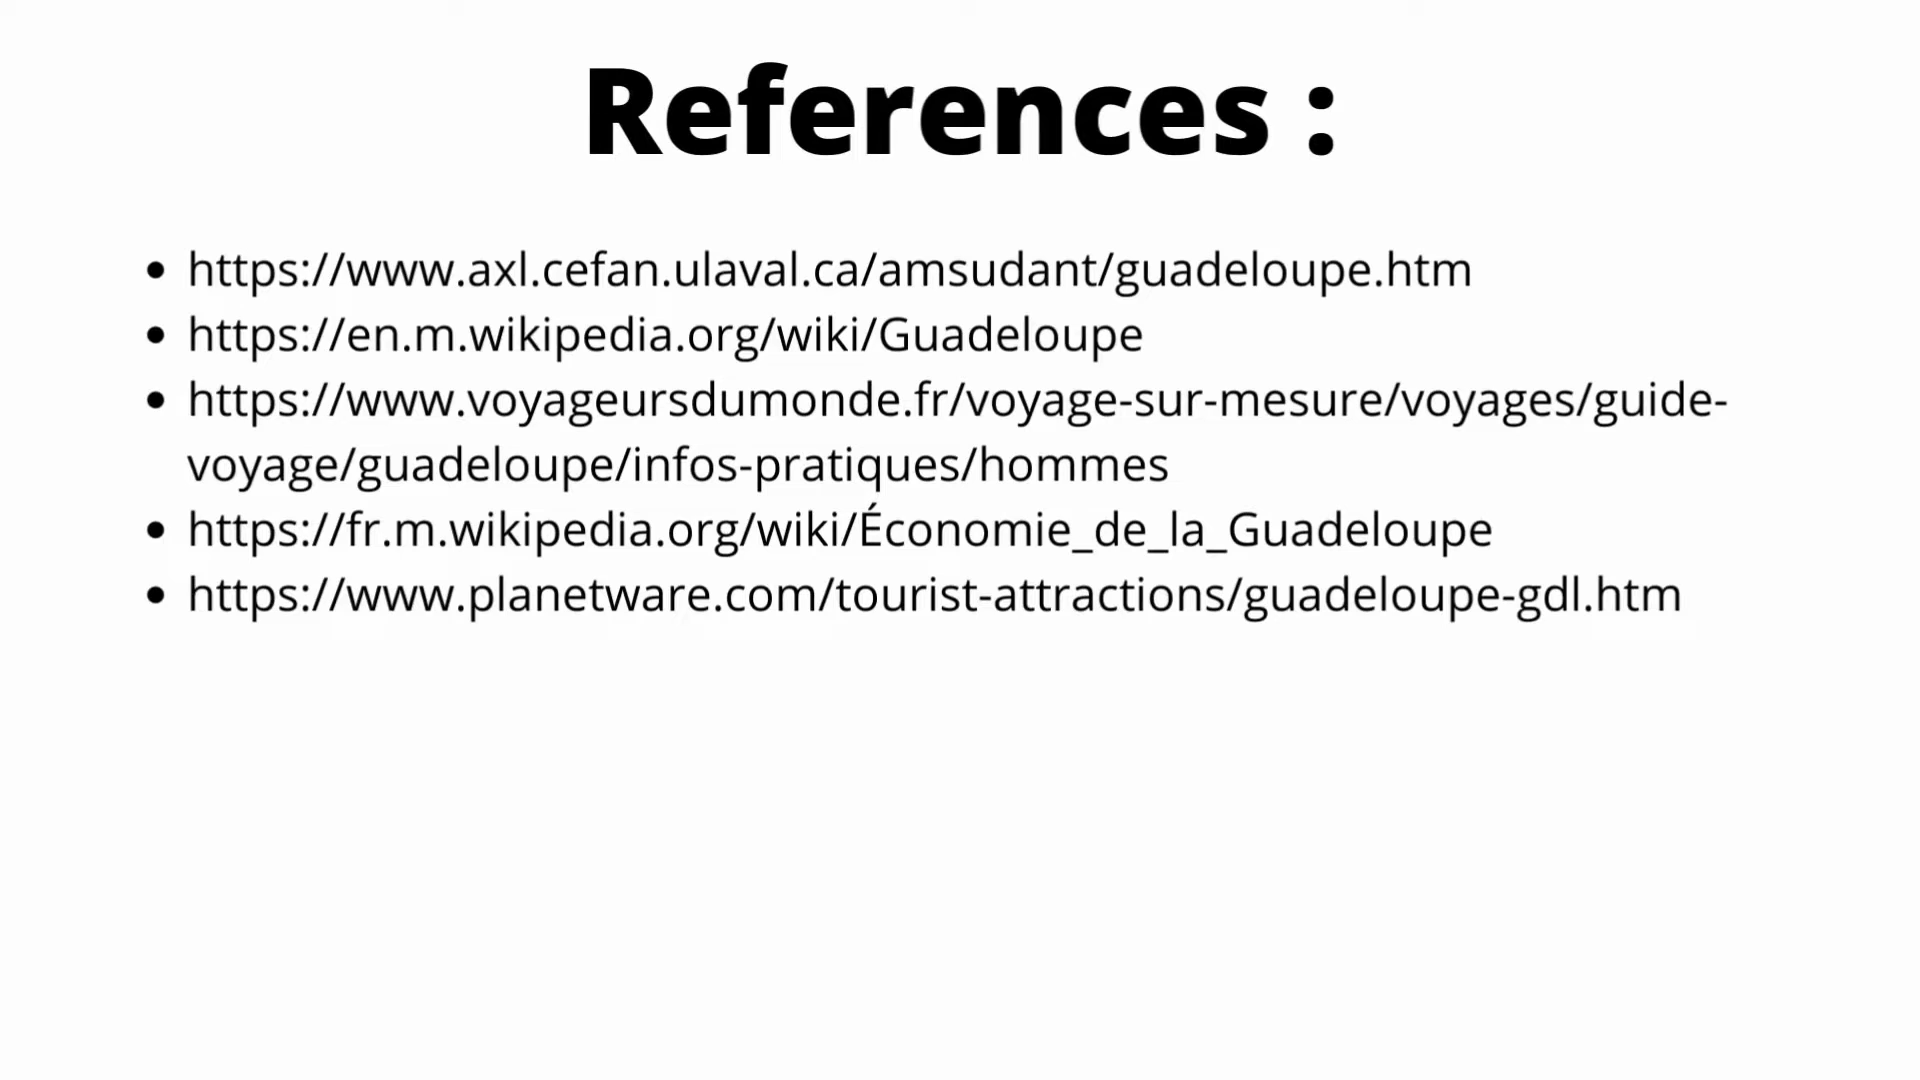 References :
• https://www.axl.cefan.ulaval.ca/amsudant/guadeloupe.htm
• https://en.m.wikipedia.org/wiki/Guadeloupe
• https://www.voyageursdumonde.fr/voyage-sur-mesure/voyages/guide-
voyage/guadeloupe/infos-pratiques/hommes
• https://fr.m.wikipedia.org/wiki/Économie_de_la_Guadeloupe
• https://www.planetware.com/tourist-attractions/guadeloupe-gdl.htm